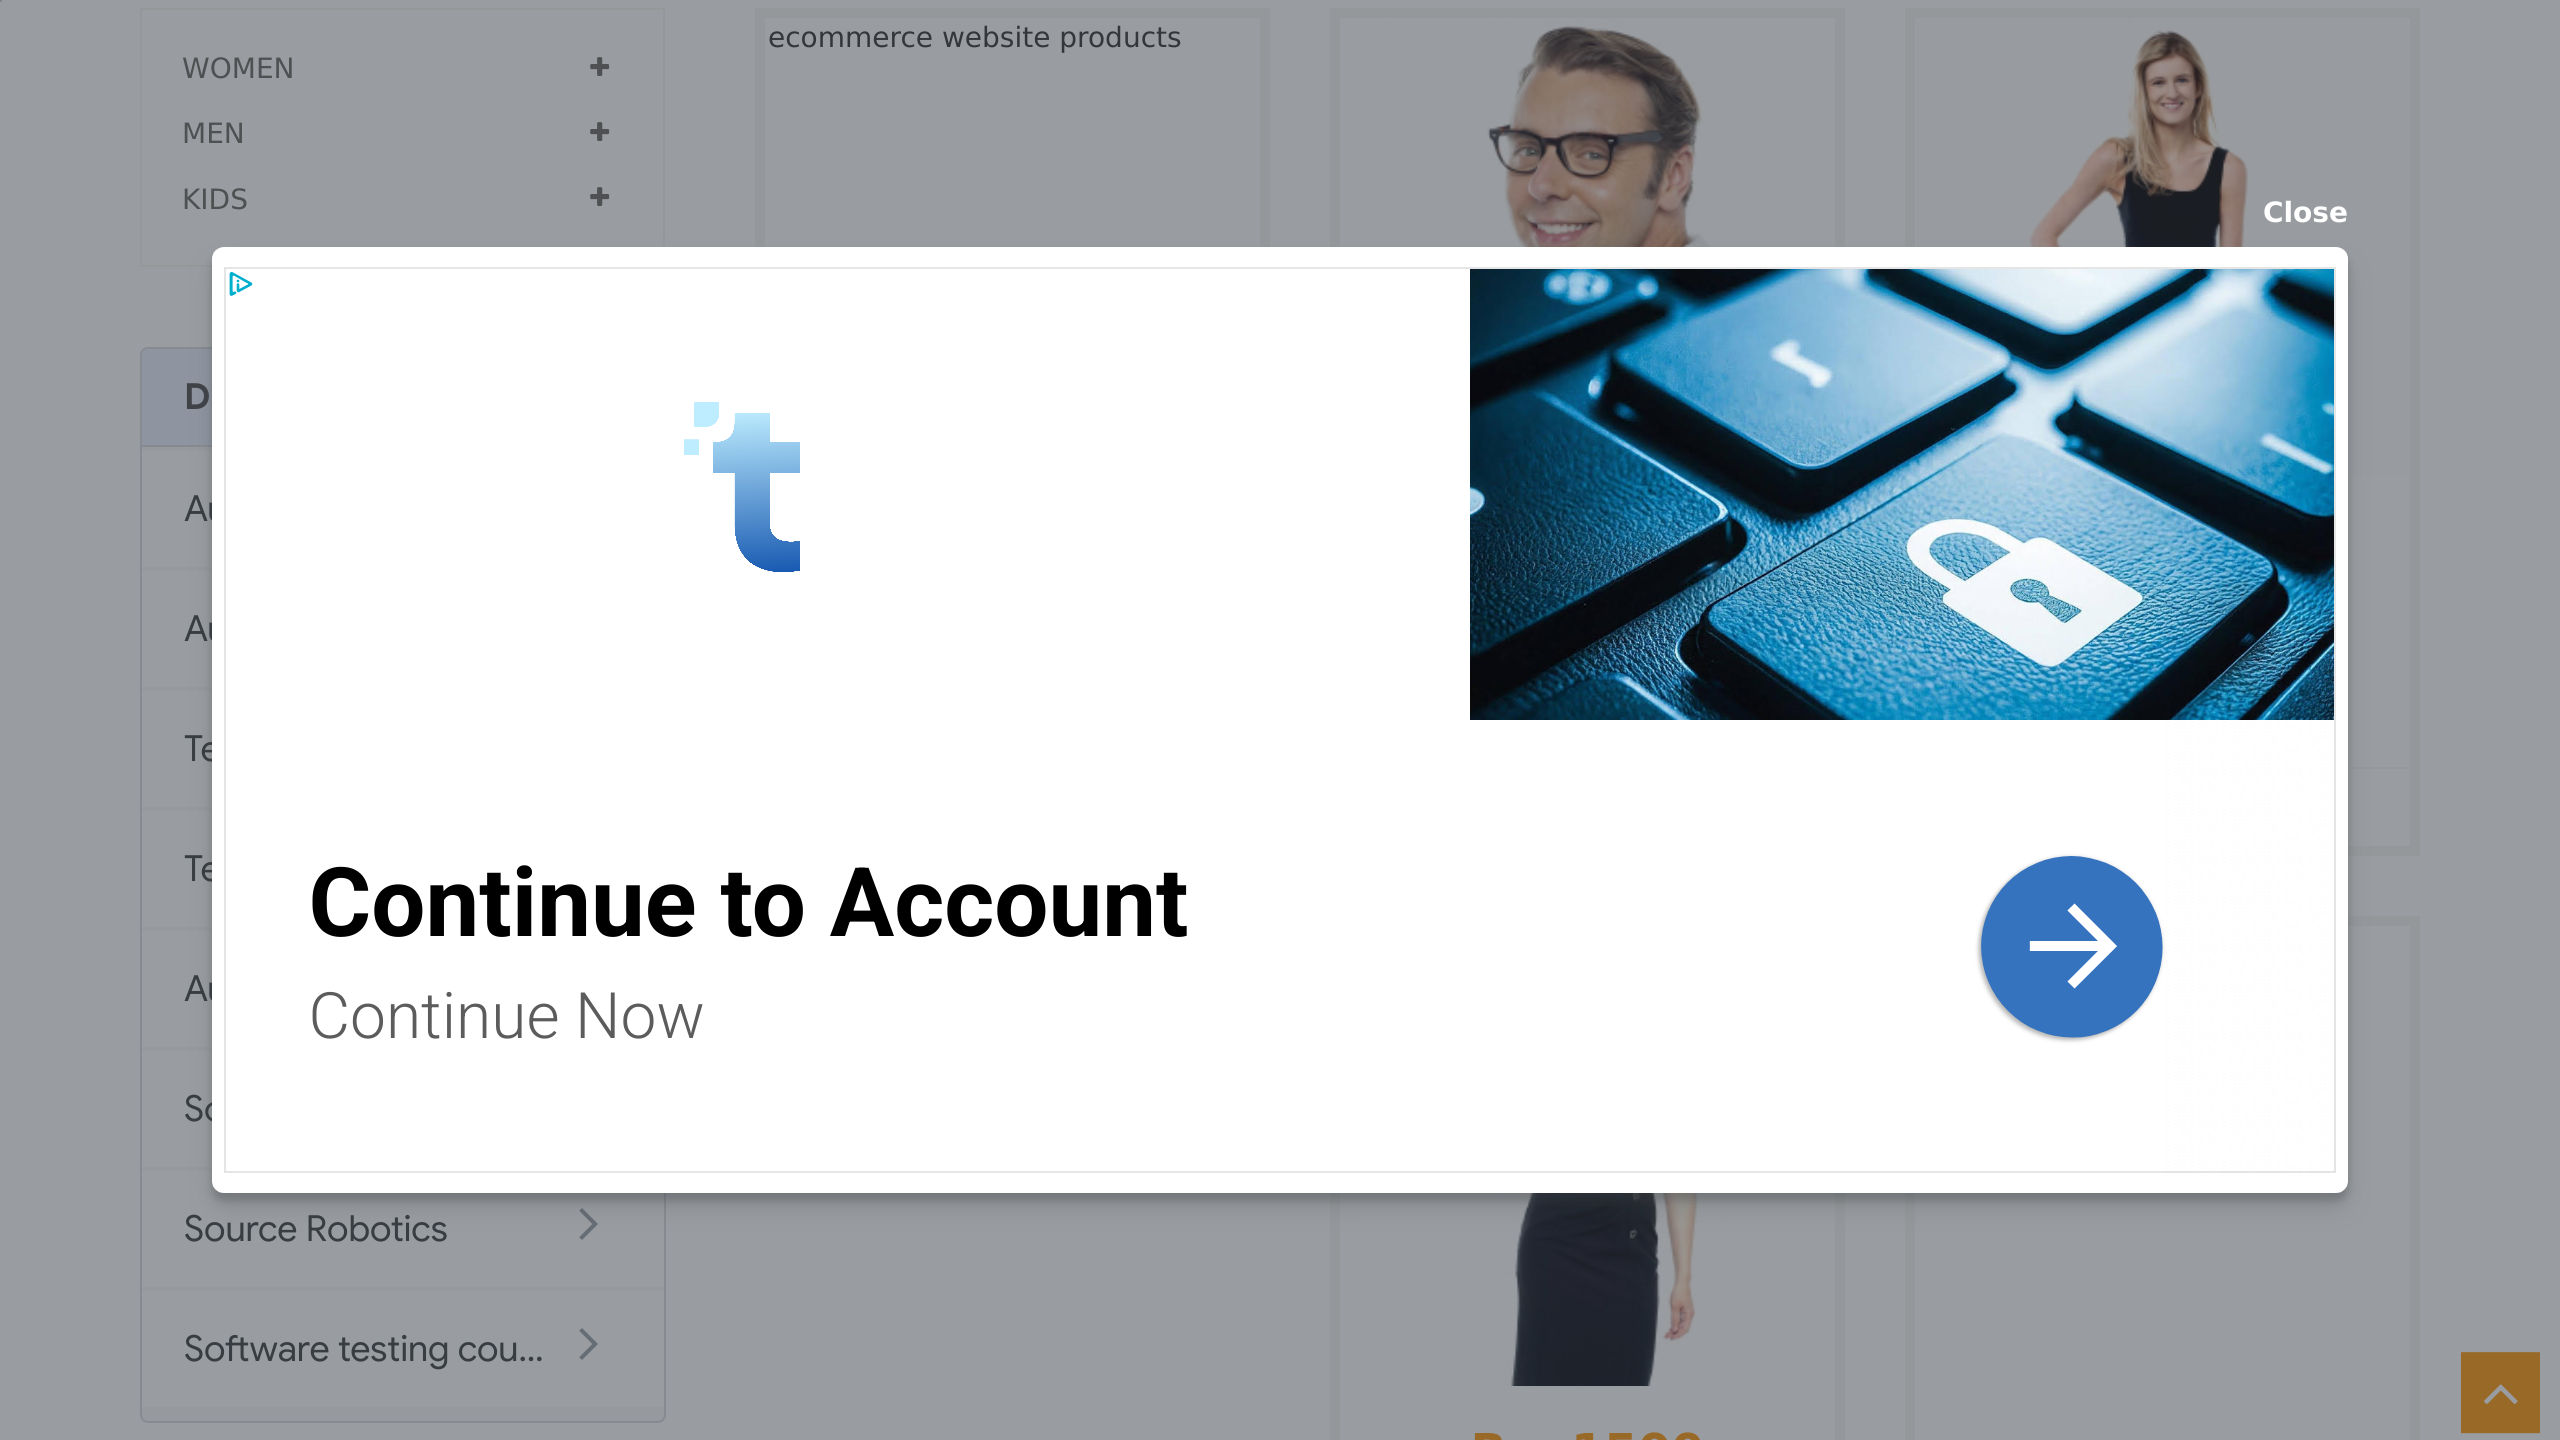 ecommerce website products
WOMEN
MEN
KIDS
Close
t
Continue to Account
Continue Now
Source Robotics
Software testing cou...